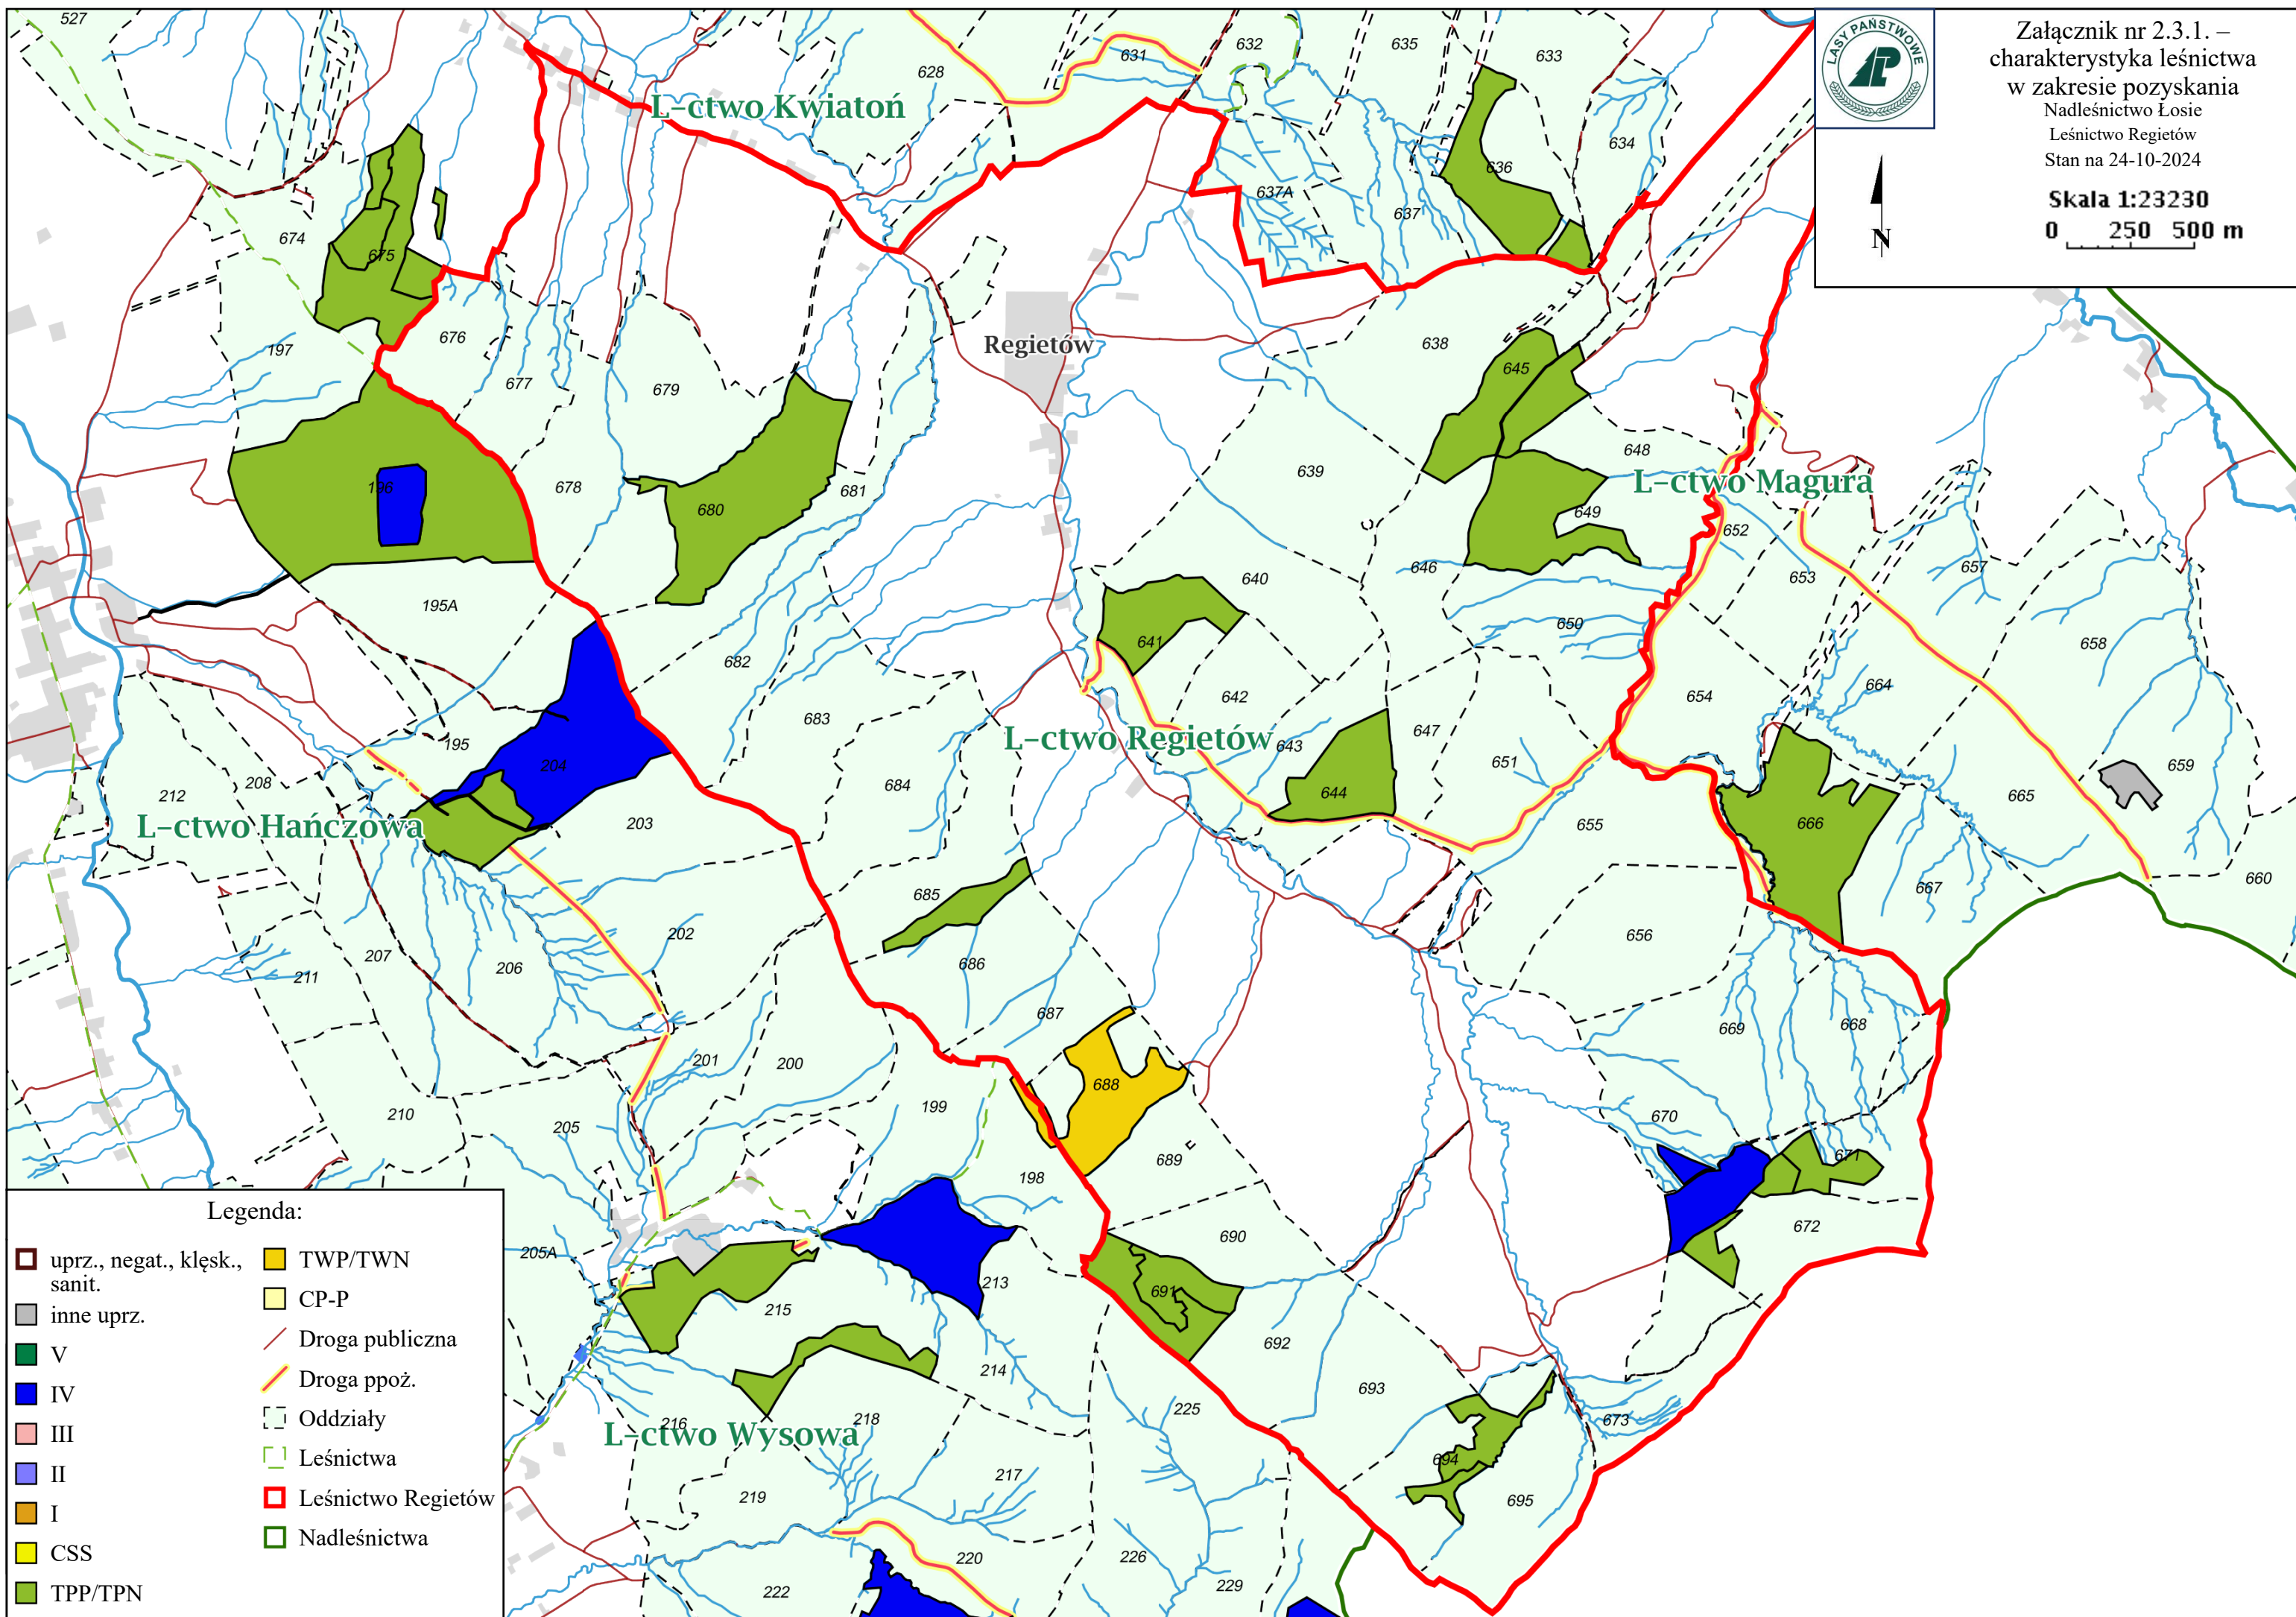 LASY PAŃSTWOWE
Załącznik nr 2.3.1. –
charakterystyka leśnictwa
w zakresie pozyskania
Nadleśnictwo Łosie
Leśnictwo Regietów
Stan na 24-10-2024
Skala 1:23230
0 250 500 m
N
527
628
631
632
635
633
L-ctwo Kwiatoń
634
636
637A
637
674
675
197
676
677
679
Regietów
638
645
196
678
680
681
639
648
L-ctwo Magura
649
652
646
640
653
657
195A
641
650
658
682
642
654
664
683
195
204
L-ctwo Regietów
643
647
651
659
684
644
665
208
212
L-ctwo Hańczowa
203
655
666
685
667
660
202
656
207
206
211
686
687
669
668
201
200
688
199
210
205
670
689
671
198
672
690
205A
213
215
691
692
214
693
225
216
218
L-ctwo Wysowa
673
694
217
219
695
220
226
229
222
Legenda:
uprz., negat., klęsk.,
sanit.
inne uprz.
V
IV
III
II
I
CSS
TPP/TPN
TWP/TWN
CP-P
Droga publiczna
Droga ppoż.
Oddziały
Leśnictwa
Leśnictwo Regietów
Nadleśnictwa